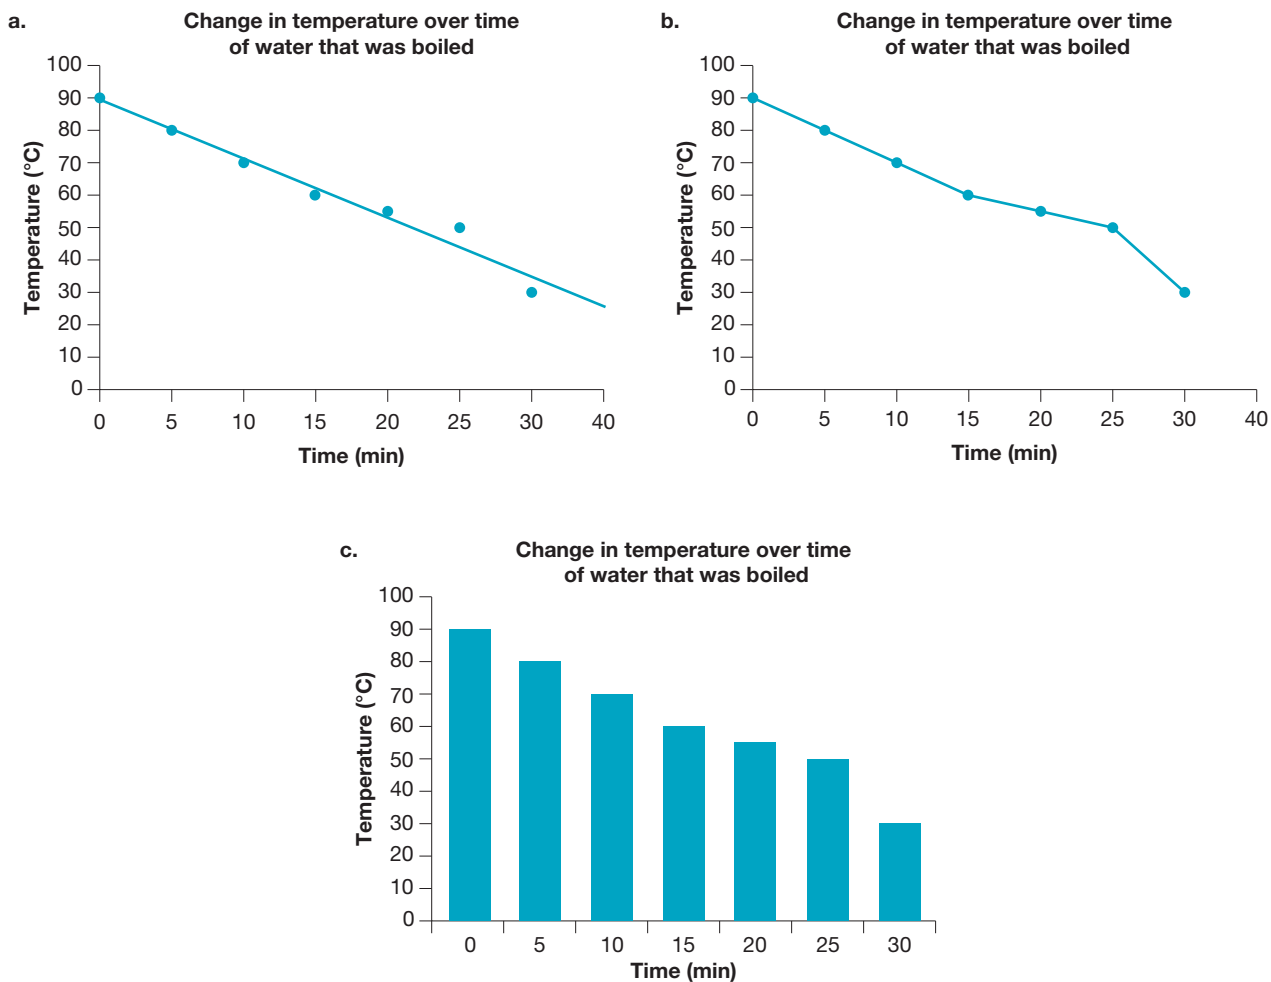 a.
Change in temperature over time
of water that was boiled
100
90
80
70
60
50
40
30
20
10
0
Temperature (°C)
0 5 10 15 20 25 30 40
Time (min)
b.
Change in temperature over time
of water that was boiled
100
90
80
70
60
50
40
30
20
10
0
Temperature (°C)
0 5 10 15 20 25 30 40
Time (min)
c.
Change in temperature over time
of water that was boiled
100
90
80
70
60
50
40
30
20
10
0
Temperature (°C)
0 5 10 15 20 25 30
Time (min)